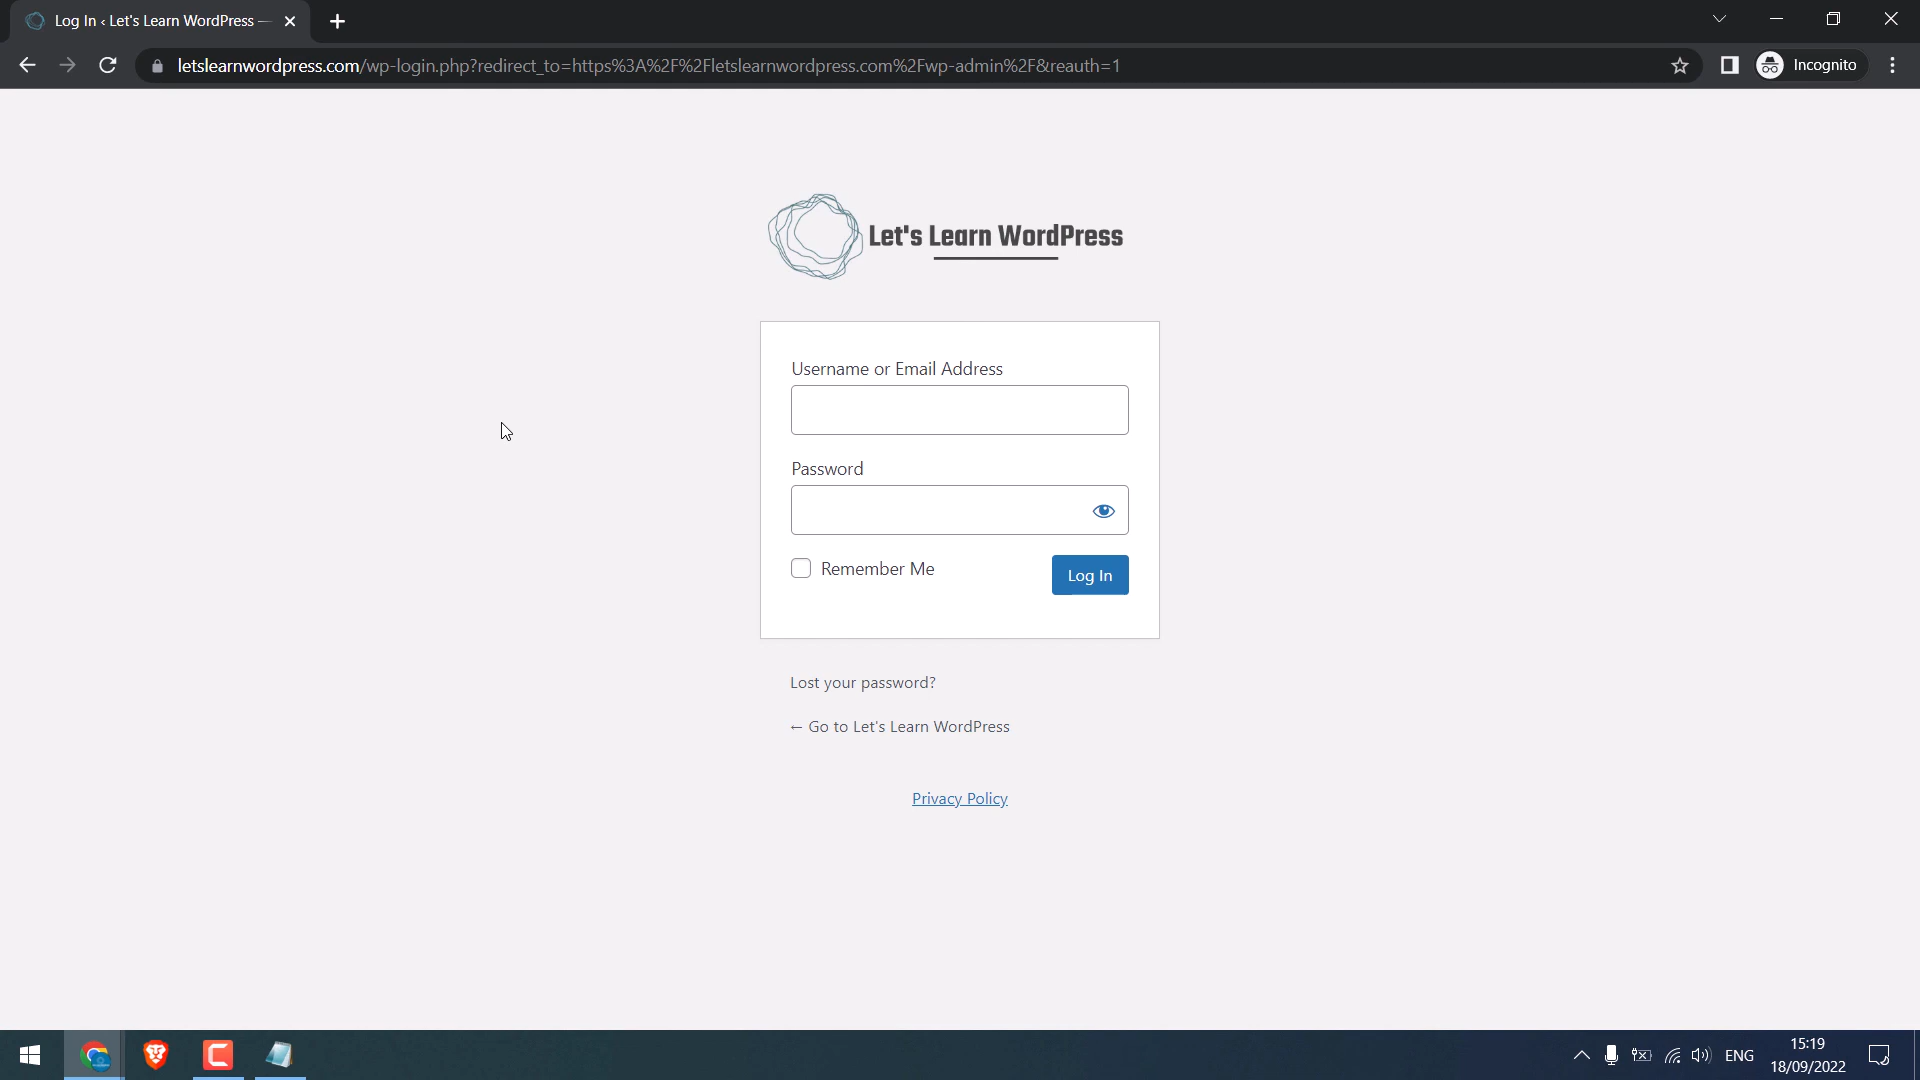 Log In ‹ Let's Learn WordPress —
letslearnwordpress.com/wp-login.php?redirect_to=https%3A%2F%2Fletslearnwordpress.com%2Fwp-admin%2F&reauth=1
Incognito
Let's Learn WordPress
Username or Email Address
Password
Remember Me
Log In
Lost your password?
← Go to Let's Learn WordPress
Privacy Policy
ENG
15:19
18/09/2022